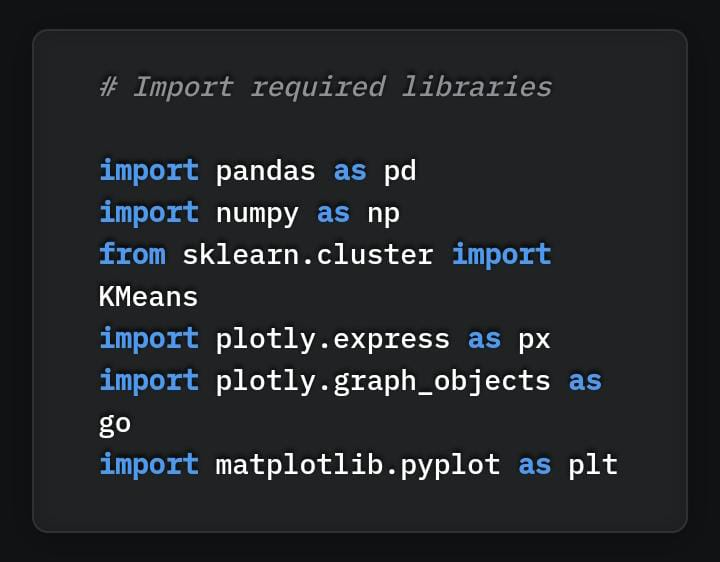 # Import required libraries
import pandas as pd
import numpy as np
from sklearn.cluster import
KMeans
import plotly.express as px
import plotly.graph_objects as
go
import matplotlib.pyplot as plt